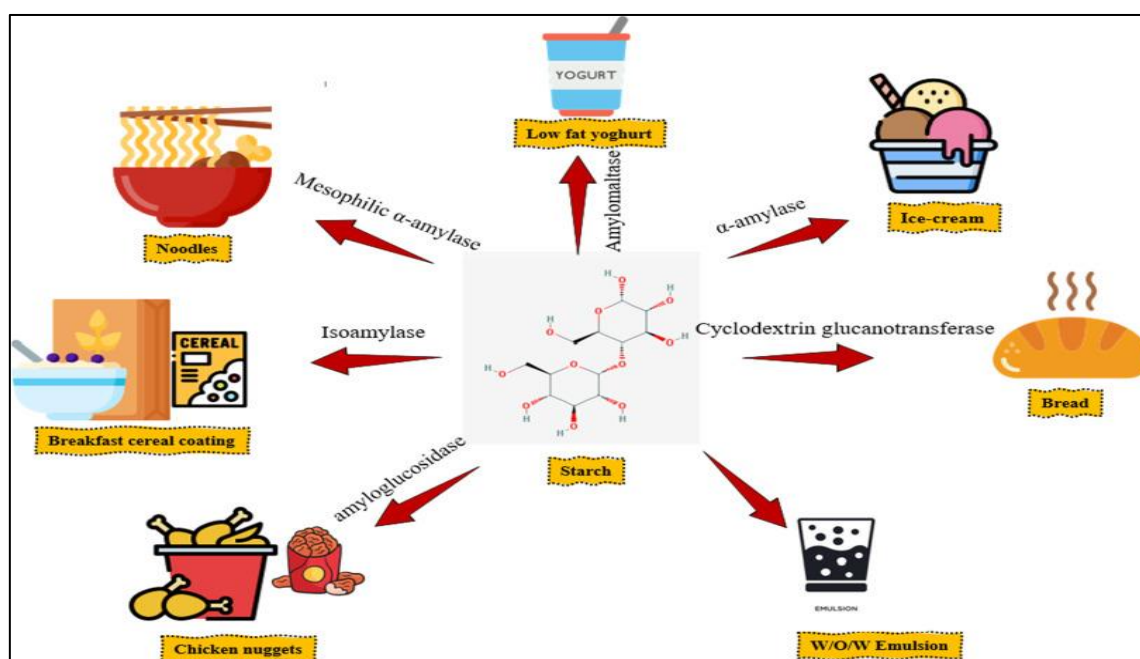 YOGURT
Low fat yoghurt
Noodles
Mesophilic α-amylase
Amylomaltase
α-amylase
Ice-cream
CEREAL
Breakfast cereal coating
Isoamylase
H
O
O
H
O
H
H
O
O
O
H
O
H
O
O
H
O
O
H
O
H
O
H
Starch
Cyclodextrin glucanotransferase
Bread
amyloglucosidase
Chicken nuggets
EMULSION
W/O/W Emulsion